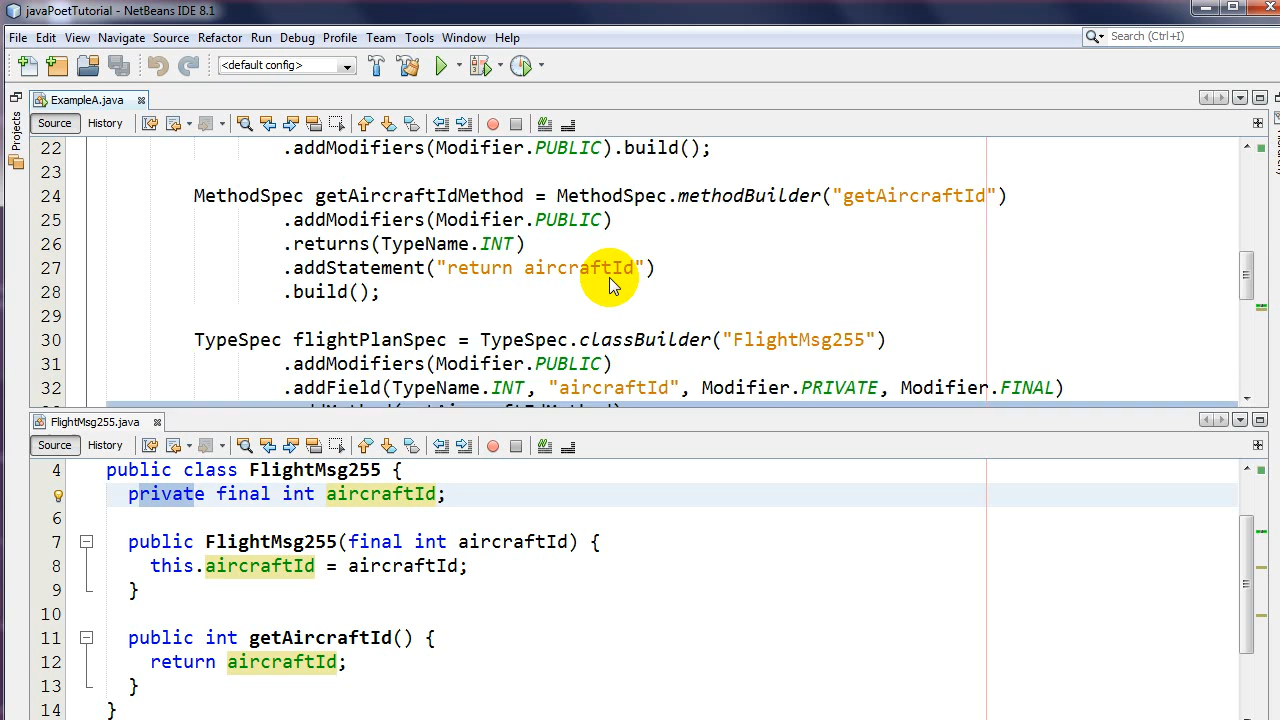 javaPoetTutorial - NetBeans IDE 8.1
File Edit View Navigate Source Refactor Run Debug Profile Team Tools Window Help
Search (Ctrl+I)
<default config>
ExampleA.java
Projects
Source History
22 .addModifiers(Modifier.PUBLIC).build();
23
24 MethodSpec getAircraftIdMethod = MethodSpec.methodBuilder("getAircraftId")
25 .addModifiers(Modifier.PUBLIC)
26 .returns(TypeName.INT)
27 .addStatement("return aircraftId")
28 .build();
29
30 TypeSpec flightPlanSpec = TypeSpec.classBuilder("FlightMsg255")
31 .addModifiers(Modifier.PUBLIC)
32 .addField(TypeName.INT, "aircraftId", Modifier.PRIVATE, Modifier.FINAL)
FlightMsg255.java
Source History
4 public class FlightMsg255 {
private final int aircraftId;
6
7 public FlightMsg255(final int aircraftId) {
8 this.aircraftId = aircraftId;
9 }
10
11 public int getAircraftId() {
12 return aircraftId;
13 }
14 }